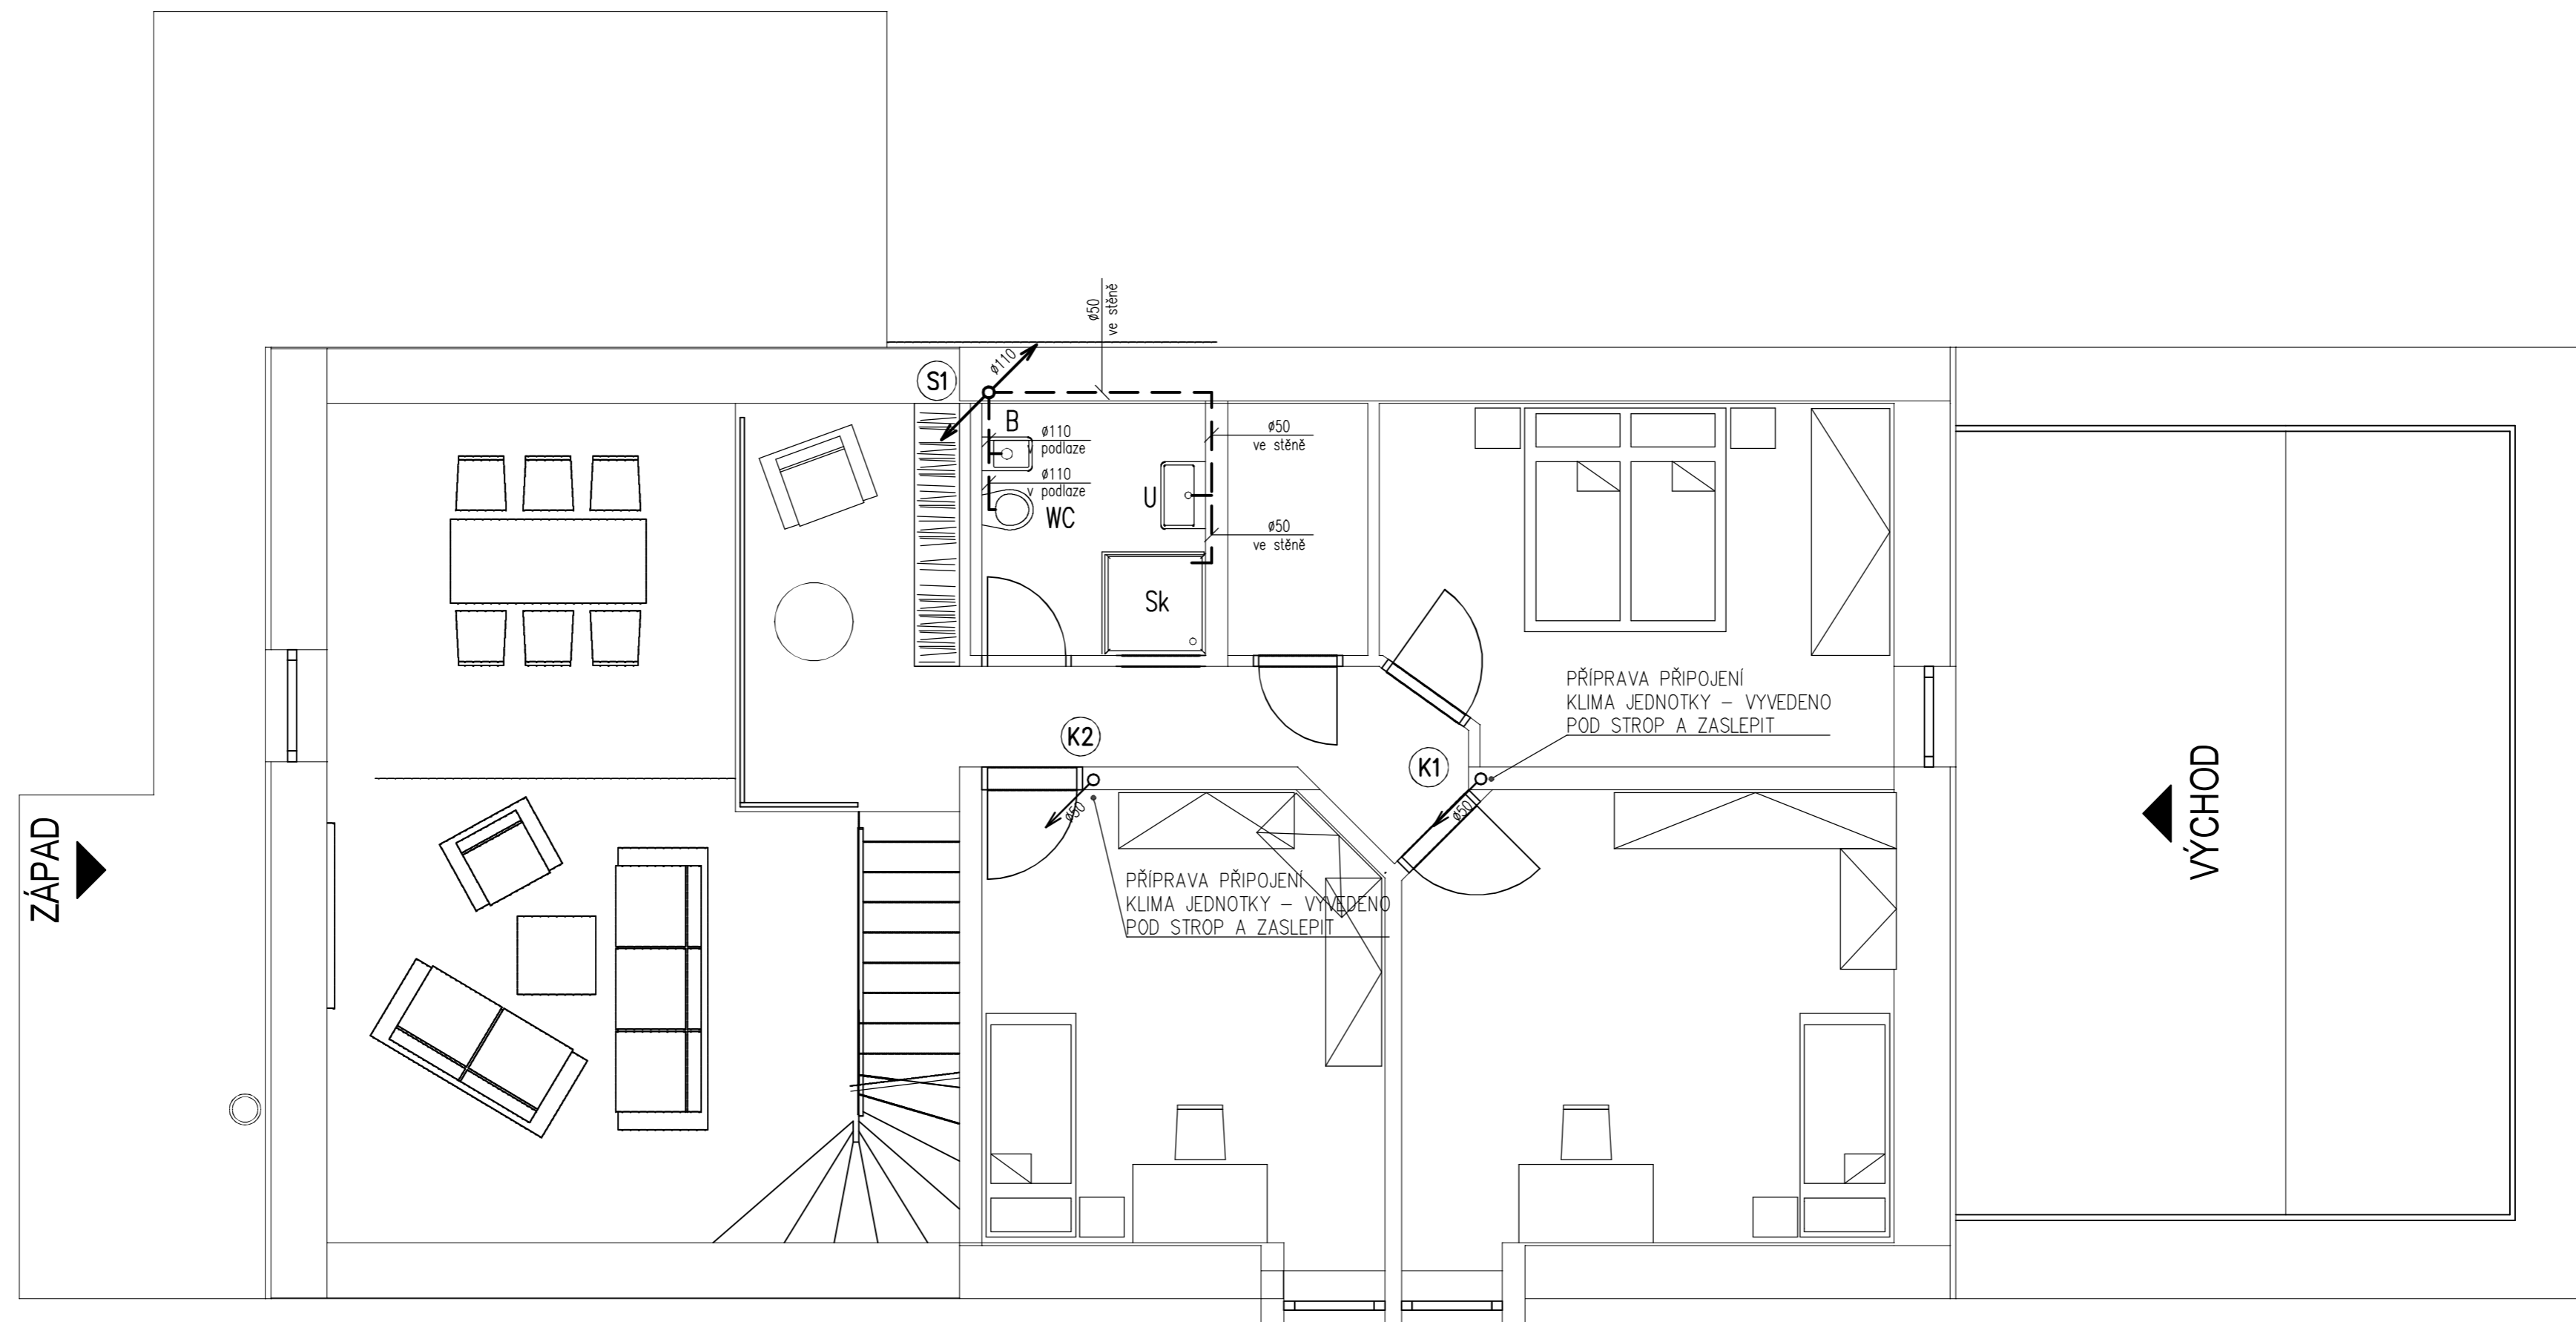 ø50
ve stěně
S1
ø110
B
ø110
v podlaze
ø110
v podlaze
WC
U
Sk
ø50
ve stěně
ø50
ve stěně
PŘÍPRAVA PŘIPOJENÍ
KLIMA JEDNOTKY – VYVEDENO
POD STROP A ZASLEPIT
K2
K1
ø50
ø50
PŘÍPRAVA PŘIPOJENÍ
KLIMA JEDNOTKY – VYVEDENO
POD STROP A ZASLEPIT
ZÁPAD
VÝCHOD